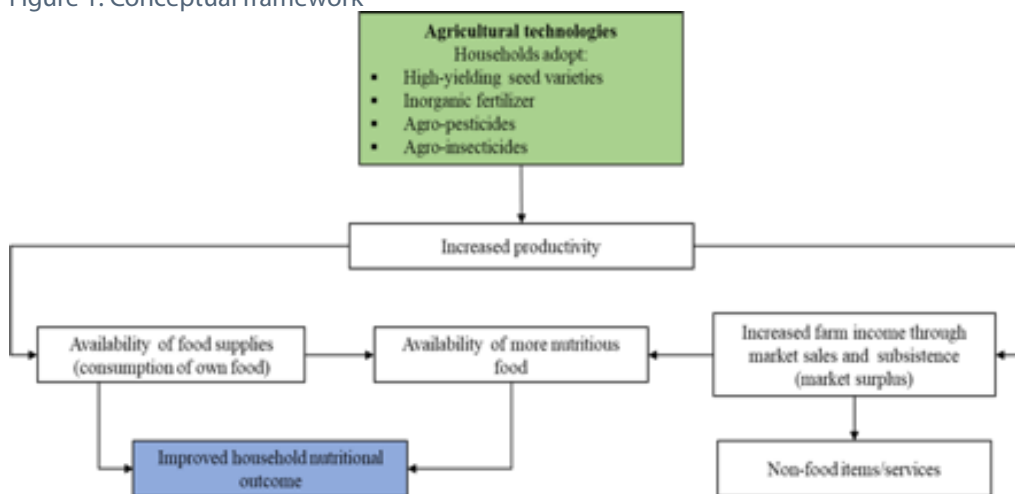 Figure 1. Conceptual framework
Agricultural technologies
Households adopt:
▪ High-yielding seed varieties
▪ Inorganic fertilizer
▪ Agro-pesticides
▪ Agro-insecticides
Increased productivity
Availability of food supplies
(consumption of own food)
Availability of more nutritious
food
Increased farm income through
market sales and subsistence
(market surplus)
Improved household nutritional
outcome
Non-food items/services